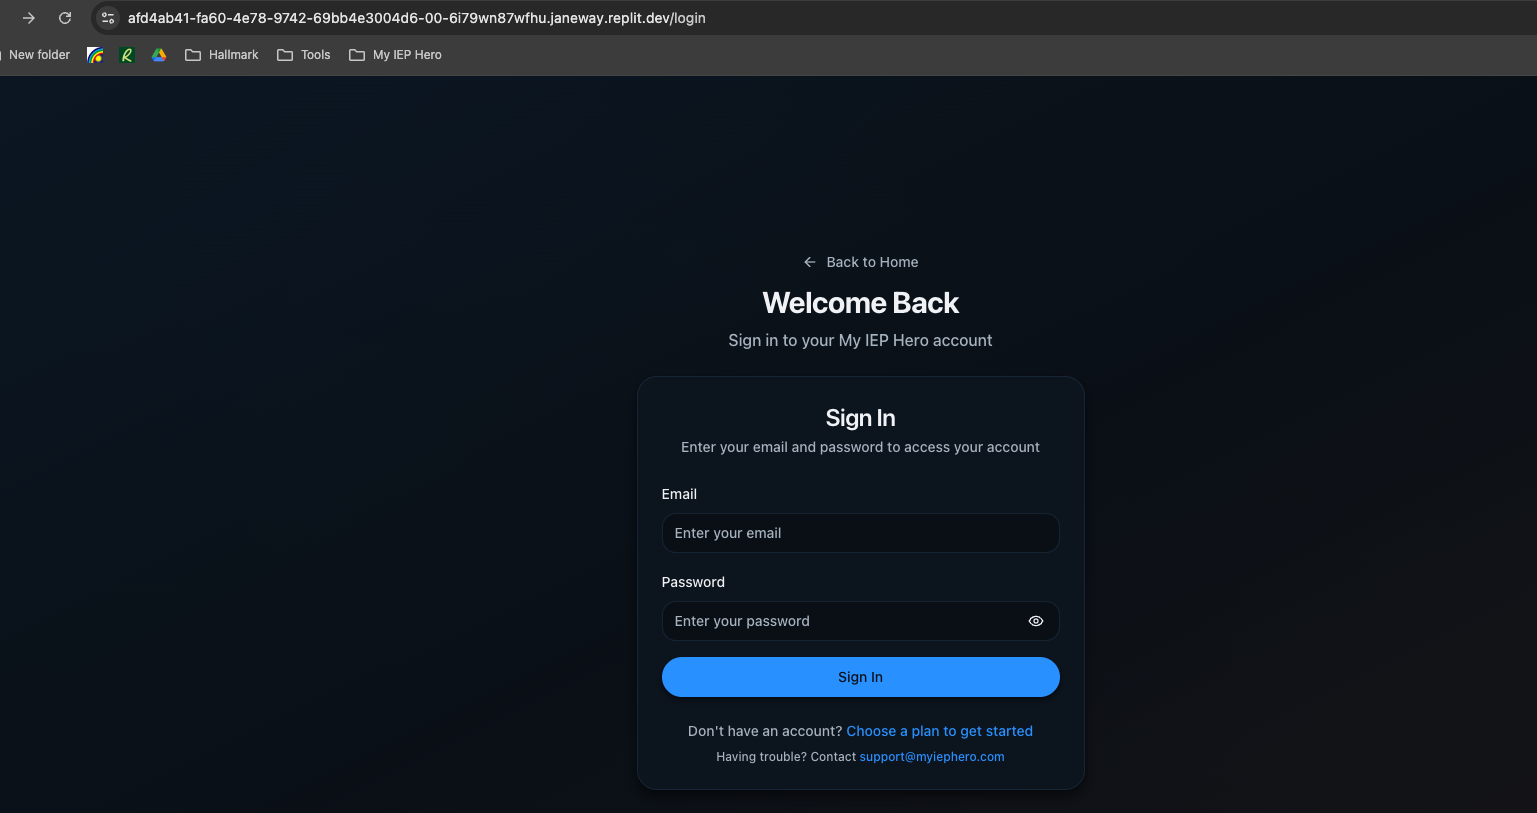 afd4ab41-fa60-4e78-9742-69bb4e3004d6-00-6i79wn87wfhu.janeway.replit.dev/login
New folder
Hallmark
Tools
My IEP Hero
Back to Home
Welcome Back
Sign in to your My IEP Hero account
Sign In
Enter your email and password to access your account
Email
Enter your email
Password
Enter your password
Sign In
Don't have an account? Choose a plan to get started
Having trouble? Contact support@myiephero.com